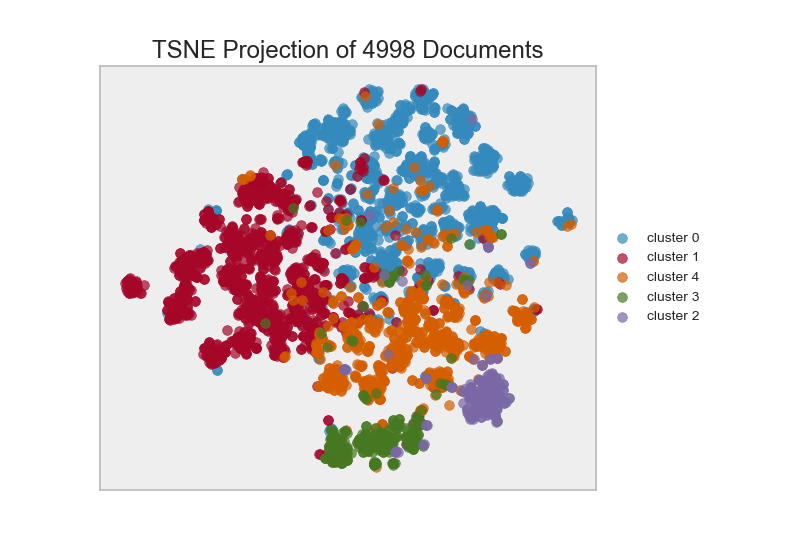 TSNE Projection of 4998 Documents
cluster 0
cluster 1
cluster 4
cluster 3
cluster 2